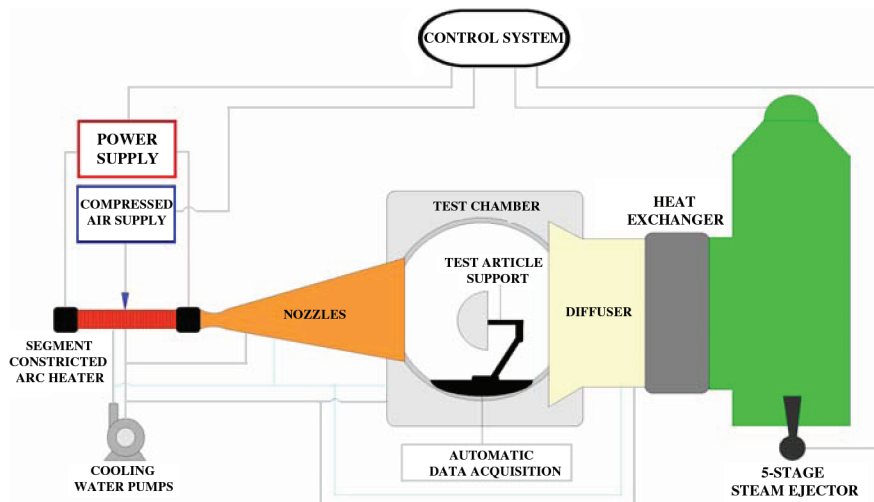 CONTROL SYSTEM
POWER
SUPPLY
COMPRESSED
AIR SUPPLY
TEST CHAMBER
HEAT
EXCHANGER
TEST ARTICLE
SUPPORT
NOZZLES
DIFFUSER
SEGMENT
CONSTRICTED
ARC HEATER
COOLING
WATER PUMPS
AUTOMATIC
DATA ACQUISITION
5-STAGE
STEAM EJECTOR